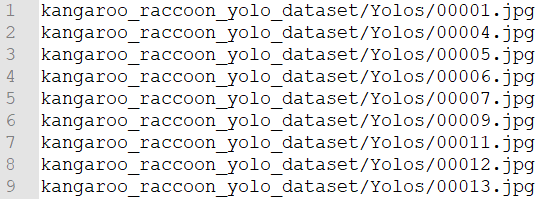 1 kangaroo_raccoon_yolo_dataset/Yolos/00001.jpg
2 kangaroo_raccoon_yolo_dataset/Yolos/00004.jpg
3 kangaroo_raccoon_yolo_dataset/Yolos/00005.jpg
4 kangaroo_raccoon_yolo_dataset/Yolos/00006.jpg
5 kangaroo_raccoon_yolo_dataset/Yolos/00007.jpg
6 kangaroo_raccoon_yolo_dataset/Yolos/00009.jpg
7 kangaroo_raccoon_yolo_dataset/Yolos/00011.jpg
8 kangaroo_raccoon_yolo_dataset/Yolos/00012.jpg
9 kangaroo_raccoon_yolo_dataset/Yolos/00013.jpg